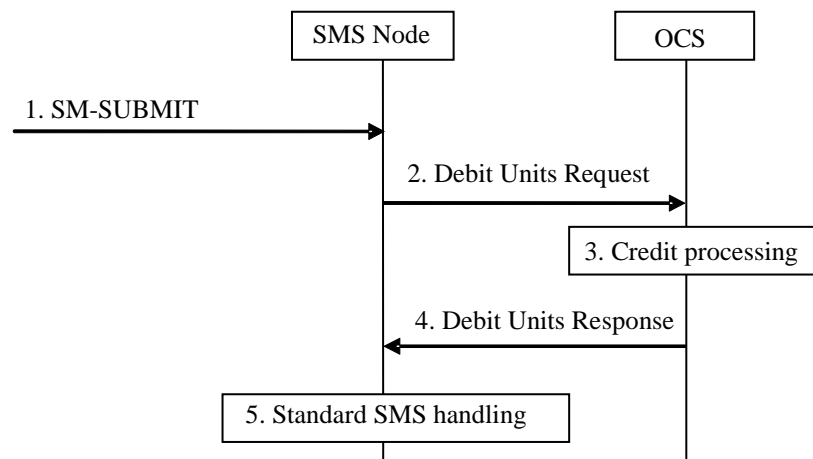 SMS Node
OCS
1. SM-SUBMIT
2. Debit Units Request
3. Credit processing
4. Debit Units Response
5. Standard SMS handling